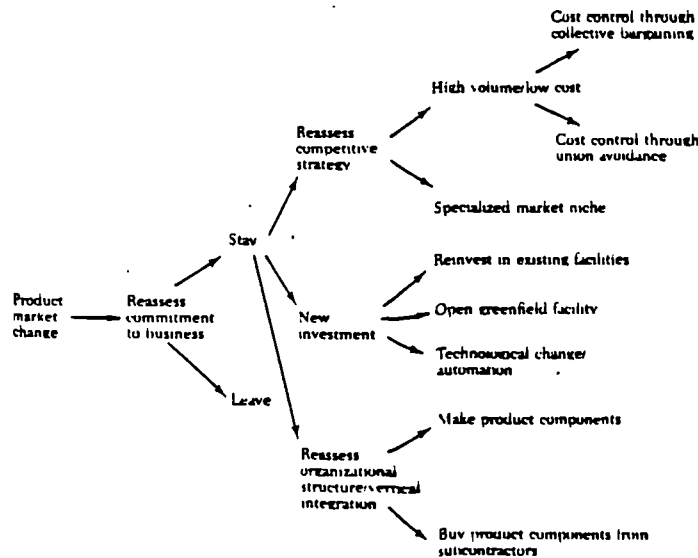 Cost control through
collective bargaining
High volume/low cost
Reassess
competitive
strategy
Cost control through
union avoidance
Specialized market niche
Stay
Reinvest in existing facilities
Product
market
change
Reassess
commitment
to business
New
investment
Open greenfield facility
Technological change/
automation
Leave
Make product components
Reassess
organizational
structure/vertical
integration
Buy product components from
subcontractors